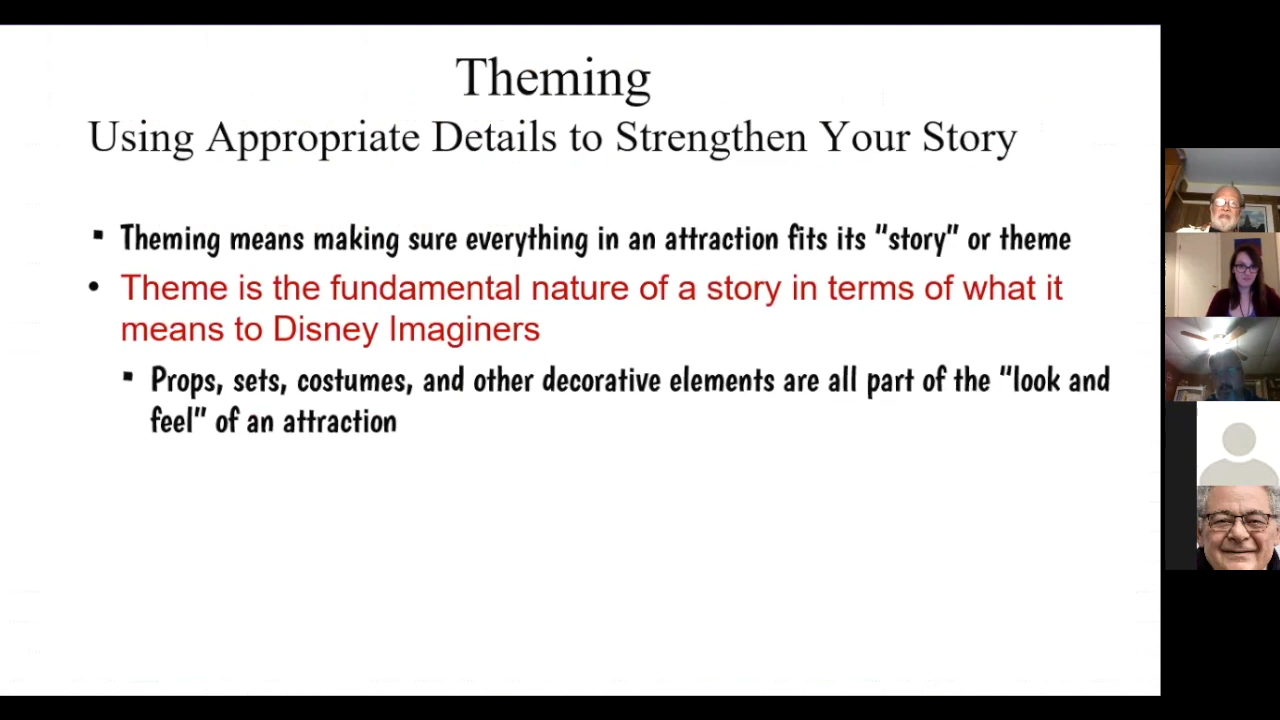 Theming
Using Appropriate Details to Strengthen Your Story
▪ Theming means making sure everything in an attraction fits its “story” or theme
• Theme is the fundamental nature of a story in terms of what it
means to Disney Imaginers
▪ Props, sets, costumes, and other decorative elements are all part of the “look and
feel” of an attraction